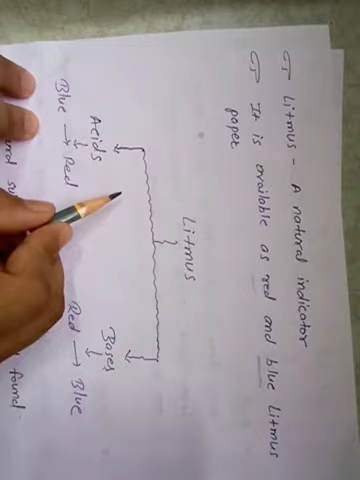 Litmus - A natural indicator
It is available as red and blue Litmus
paper
Litmus
Acids
Bases
Blue → Red
Red → Blue
found